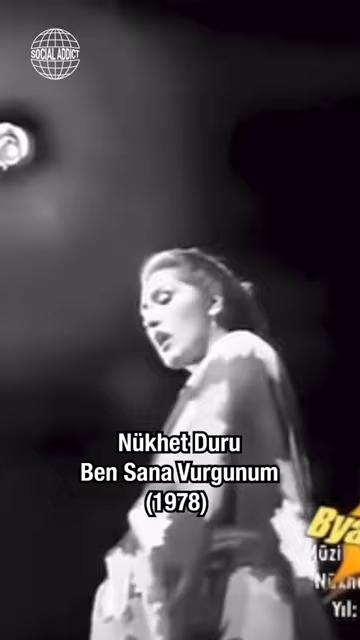 SOCIAL ADDICT
Nükhet Duru
Ben Sana Vurgunum
(1978)
Yıl: